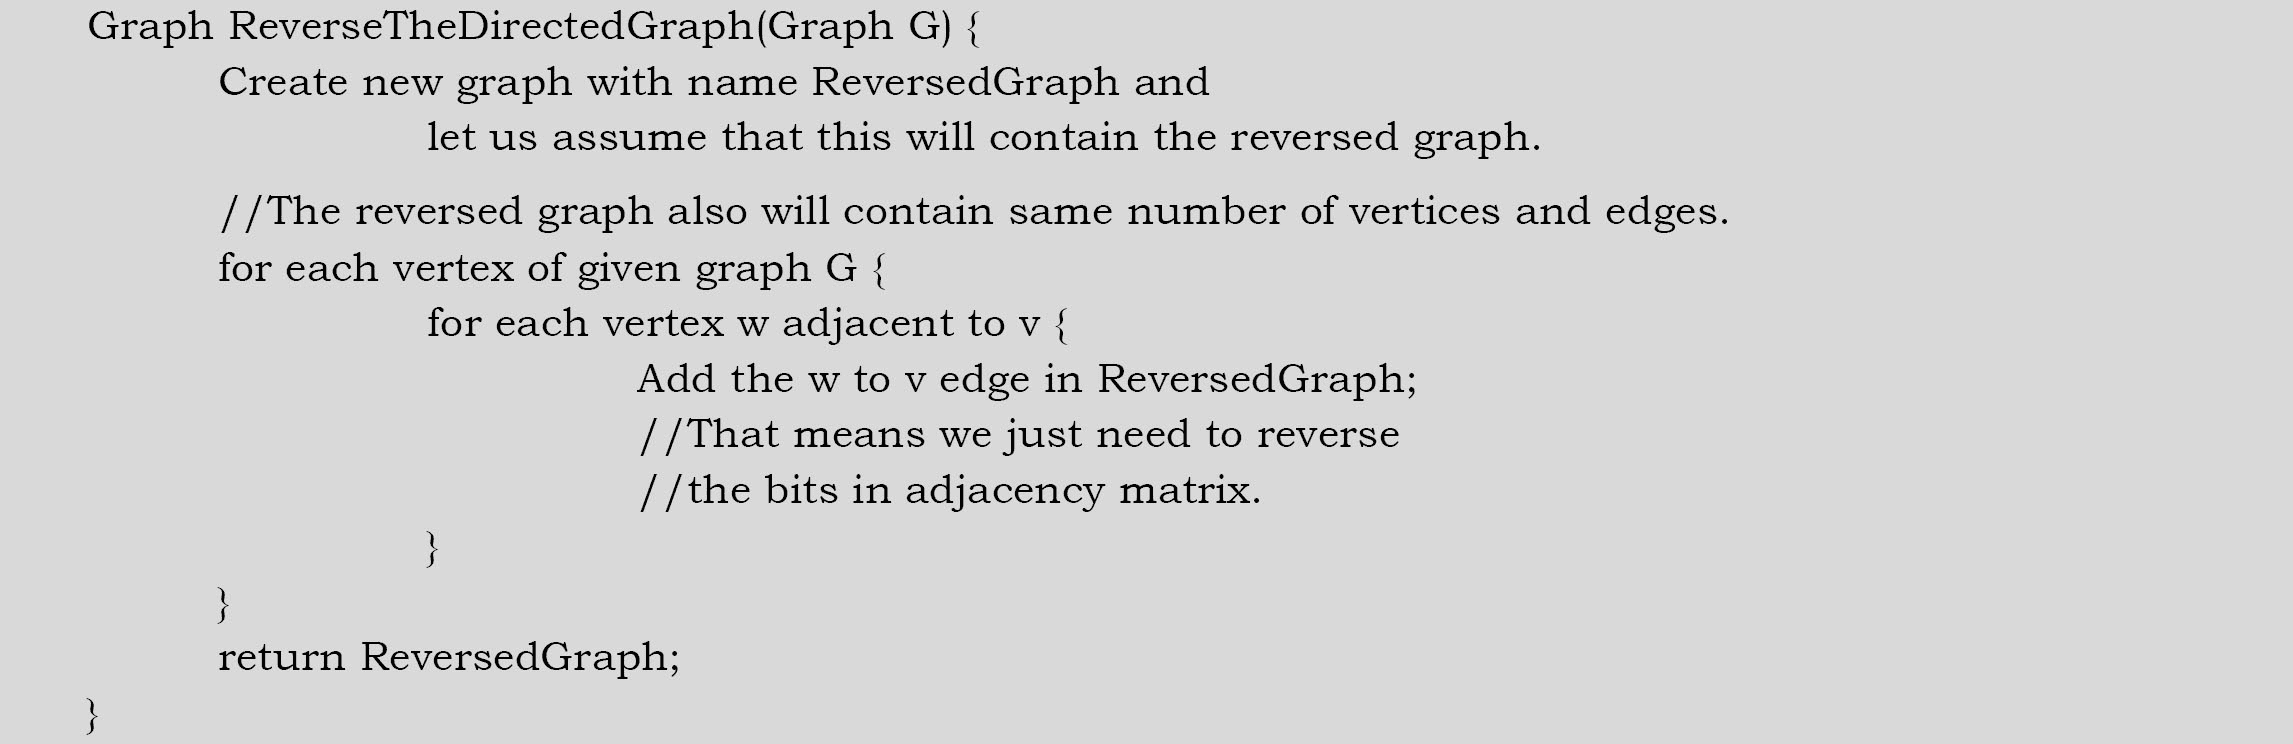 Graph ReverseTheDirectedGraph(Graph G) {
Create new graph with name ReversedGraph and
let us assume that this will contain the reversed graph.
//The reversed graph also will contain same number of vertices and edges.
for each vertex of given graph G {
for each vertex w adjacent to v {
Add the w to v edge in ReversedGraph;
//That means we just need to reverse
//the bits in adjacency matrix.
}
}
return ReversedGraph;
}